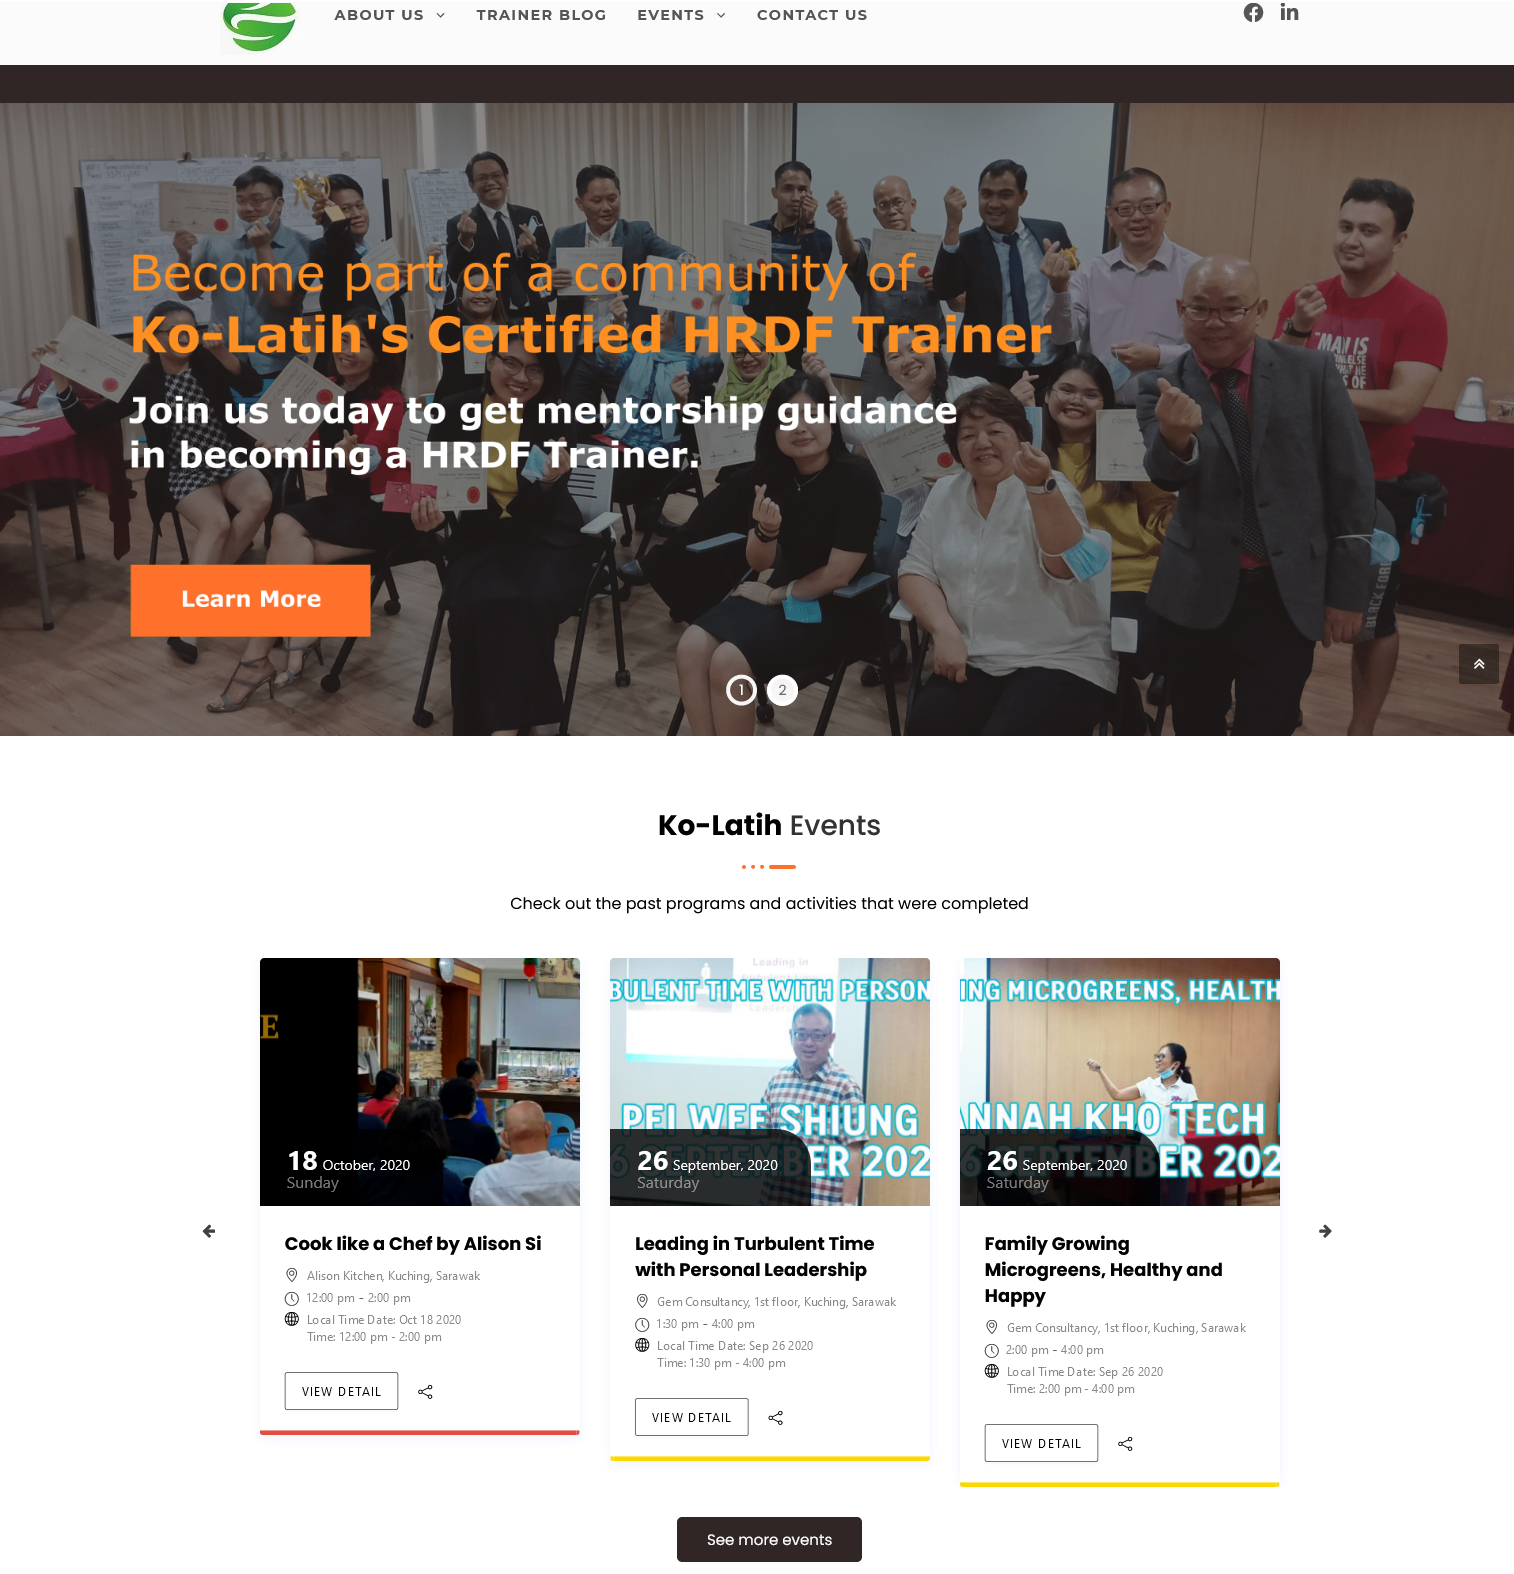 ABOUT US
TRAINER BLOG
EVENTS
CONTACT US
Become part of a community of
Ko-Latih's Certified HRDF Trainer
Join us today to get mentorship guidance
in becoming a HRDF Trainer.
Learn More
BLACK FOREST
1
2
Ko-Latih Events
Check out the past programs and activities that were completed
E
18 October, 2020
Sunday
Cook like a Chef by Alison Si
Alison Kitchen, Kuching, Sarawak
12:00 pm - 2:00 pm
Local Time Date: Oct 18 2020
Time: 12:00 pm - 2:00 pm
VIEW DETAIL
Leading in
BULENT TIME WITH PERSON
PEI WEE SHIUNG
BER 202
26 September, 2020
Saturday
Leading in Turbulent Time
with Personal Leadership
Gem Consultancy, 1st floor, Kuching, Sarawak
1:30 pm - 4:00 pm
Local Time Date: Sep 26 2020
Time: 1:30 pm - 4:00 pm
VIEW DETAIL
ING MICROGREENS, HEALTH
ANNAH KHO TECH
BER 202
26 September, 2020
Saturday
Family Growing
Microgreens, Healthy and
Happy
Gem Consultancy, 1st floor, Kuching, Sarawak
2:00 pm - 4:00 pm
Local Time Date: Sep 26 2020
Time: 2:00 pm - 4:00 pm
VIEW DETAIL
See more events